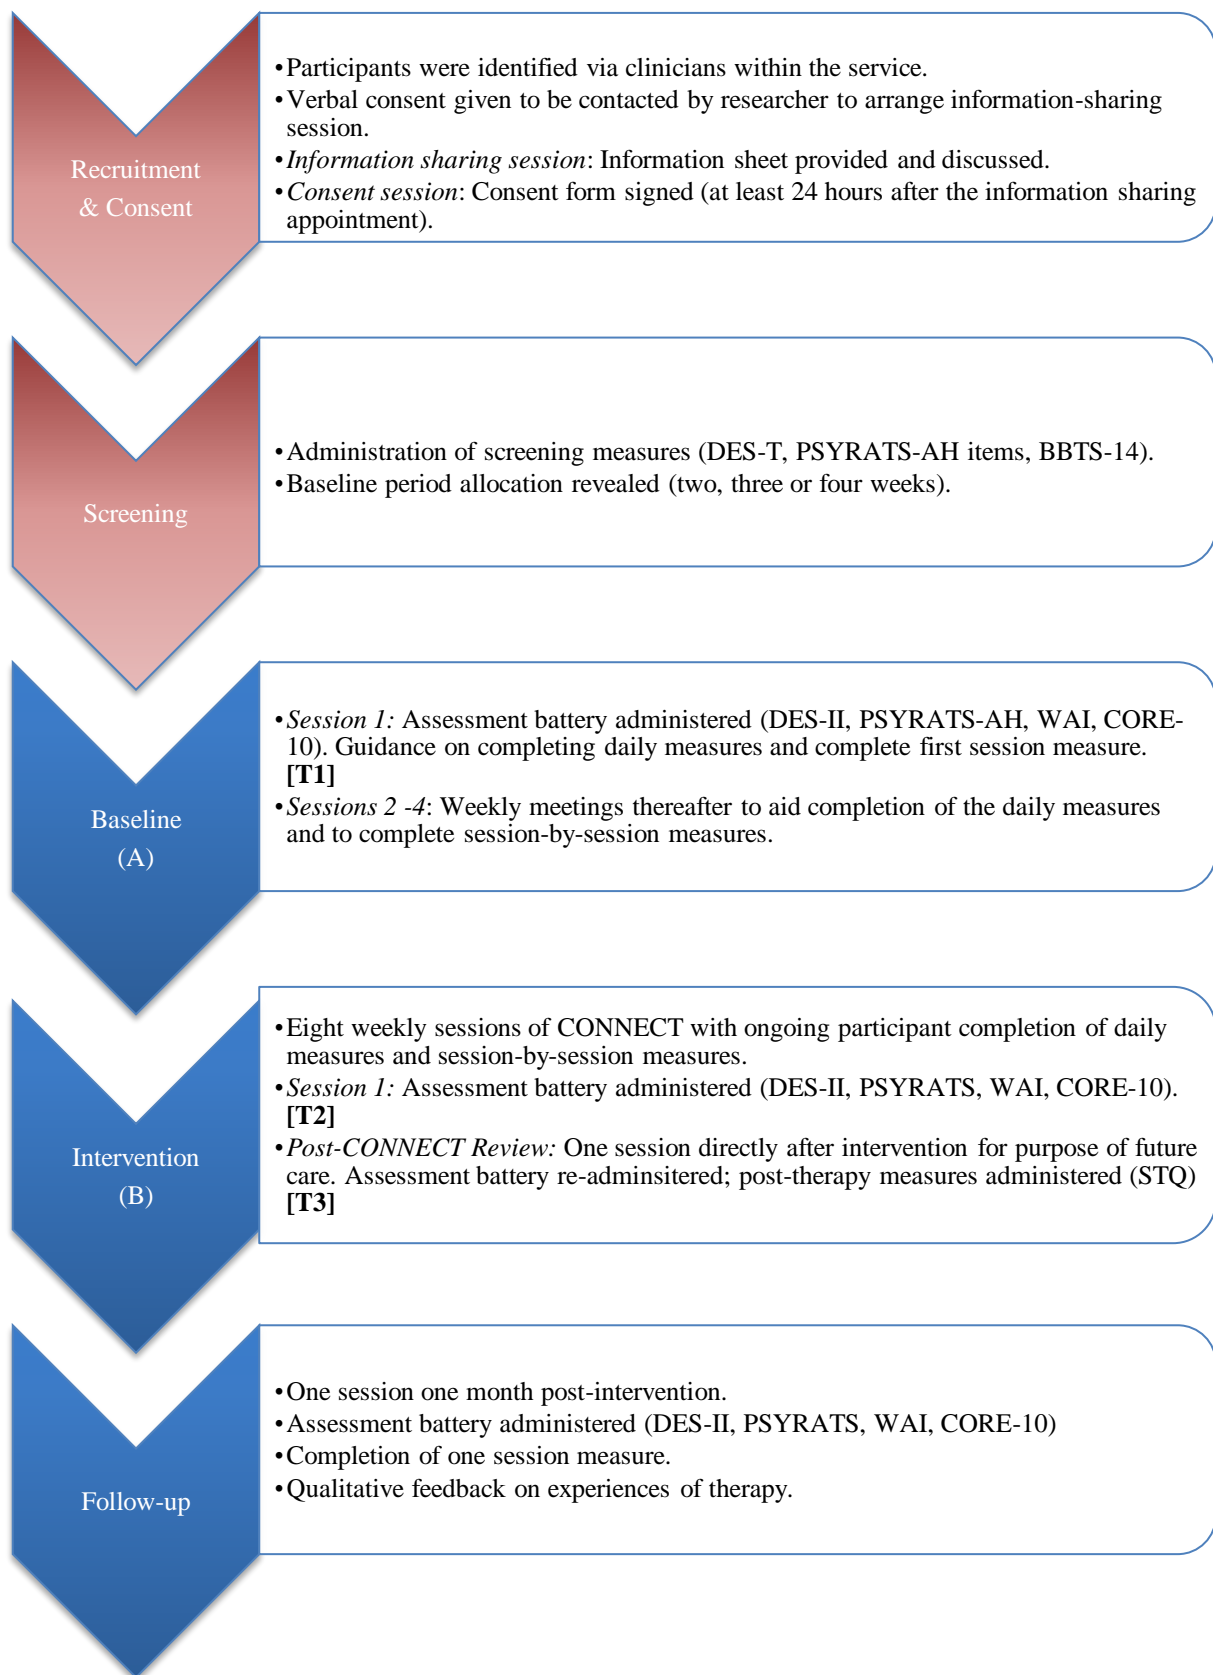 Recruitment
& Consent
•Participants were identified via clinicians within the service.
•Verbal consent given to be contacted by researcher to arrange information-sharing
session.
•Information sharing session: Information sheet provided and discussed.
•Consent session: Consent form signed (at least 24 hours after the information sharing
appointment).
Screening
•Administration of screening measures (DES-T, PSYRATS-AH items, BBTS-14).
•Baseline period allocation revealed (two, three or four weeks).
Baseline
(A)
•Session 1: Assessment battery administered (DES-II, PSYRATS-AH, WAI, CORE-
10). Guidance on completing daily measures and complete first session measure.
[T1]
•Sessions 2 -4: Weekly meetings thereafter to aid completion of the daily measures
and to complete session-by-session measures.
Intervention
(B)
•Eight weekly sessions of CONNECT with ongoing participant completion of daily
measures and session-by-session measures.
•Session 1: Assessment battery administered (DES-II, PSYRATS, WAI, CORE-10).
[T2]
•Post-CONNECT Review: One session directly after intervention for purpose of future
care. Assessment battery re-adminsitered; post-therapy measures administered (STQ)
[T3]
Follow-up
•One session one month post-intervention.
•Assessment battery administered (DES-II, PSYRATS, WAI, CORE-10)
•Completion of one session measure.
•Qualitative feedback on experiences of therapy.